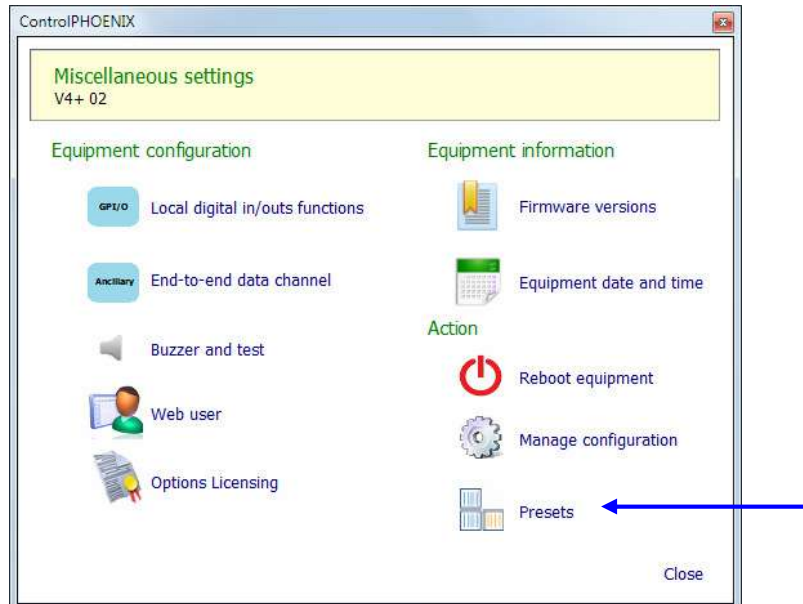 ControlPHOENIX
Miscellaneous settings
V4+ 02
Equipment configuration
GPI/O Local digital in/outs functions
Ancillary End-to-end data channel
Buzzer and test
Web user
Options Licensing
Equipment information
Firmware versions
Equipment date and time
Action
Reboot equipment
Manage configuration
Presets
Close